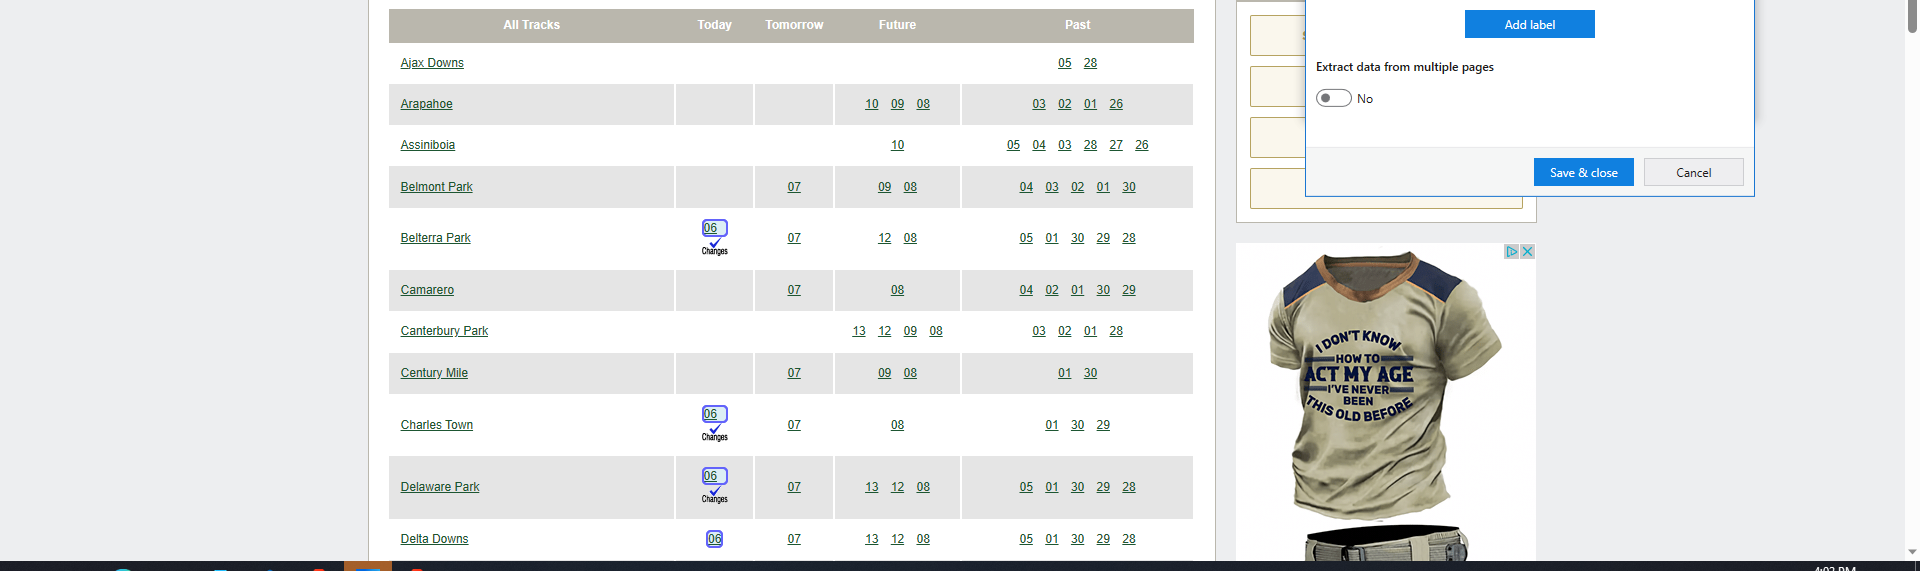 All Tracks Today Tomorrow Future Past
Ajax Downs 05 28
Arapahoe 10 09 08 03 02 01 26
Assiniboia 10 05 04 03 28 27 26
Belmont Park 07 09 08 04 03 02 01 30
Belterra Park 06 Changes 07 12 08 05 01 30 29 28
Camarero 07 08 04 02 01 30 29
Canterbury Park 13 12 09 08 03 02 01 28
Century Mile 07 09 08 01 30
Charles Town 06 Changes 07 08 01 30 29
Delaware Park 06 Changes 07 13 12 08 05 01 30 29 28
Delta Downs 06 07 13 12 08 05 01 30 29 28
Add label
Extract data from multiple pages
No
Save & close Cancel
I DON'T KNOW
HOW TO
ACT MY AGE
I'VE NEVER
BEEN
THIS OLD BEFORE